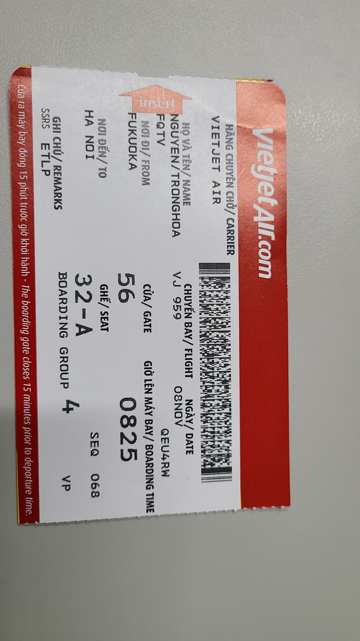 vietjetAir.com
HÃNG CHUYÊN CHỞ/ CARRIER
VIETJET AIR
HỌ VÀ TÊN/ NAME
NGUYEN/TRONGHOA
FQTV
CHUYẾN BAY/ FLIGHT
VJ 959
NGÀY/ DATE
08NOV
QEU4RW
insert
NƠI ĐI/ FROM
FUKUOKA
CỬA/ GATE
56
GIỜ LÊN MÁY BAY/ BOARDING TIME
0825
NƠI ĐẾN/ TO
HA NOI
GHẾ/ SEAT
32-A
SEQ 068
BOARDING GROUP 4
VP
GHI CHÚ/ REMARKS
SSRS ETLP
Cửa ra máy bay đóng 15 phút trước giờ khởi hành - The boarding gate closes 15 minutes prior to departure time.